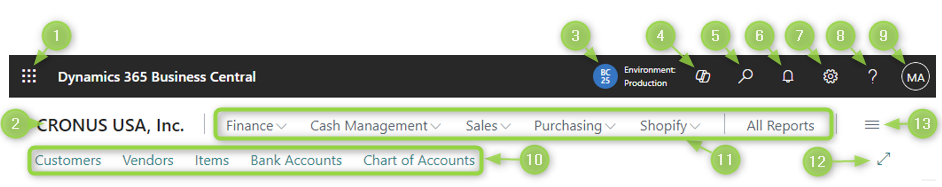 1 3 4 5 6 7 8 9
Dynamics 365 Business Central BC 25 Environment: Production ? MA
2 CRONUS USA, Inc. Finance Cash Management Sales Purchasing Shopify All Reports 13
Customers Vendors Items Bank Accounts Chart of Accounts 10 11 12